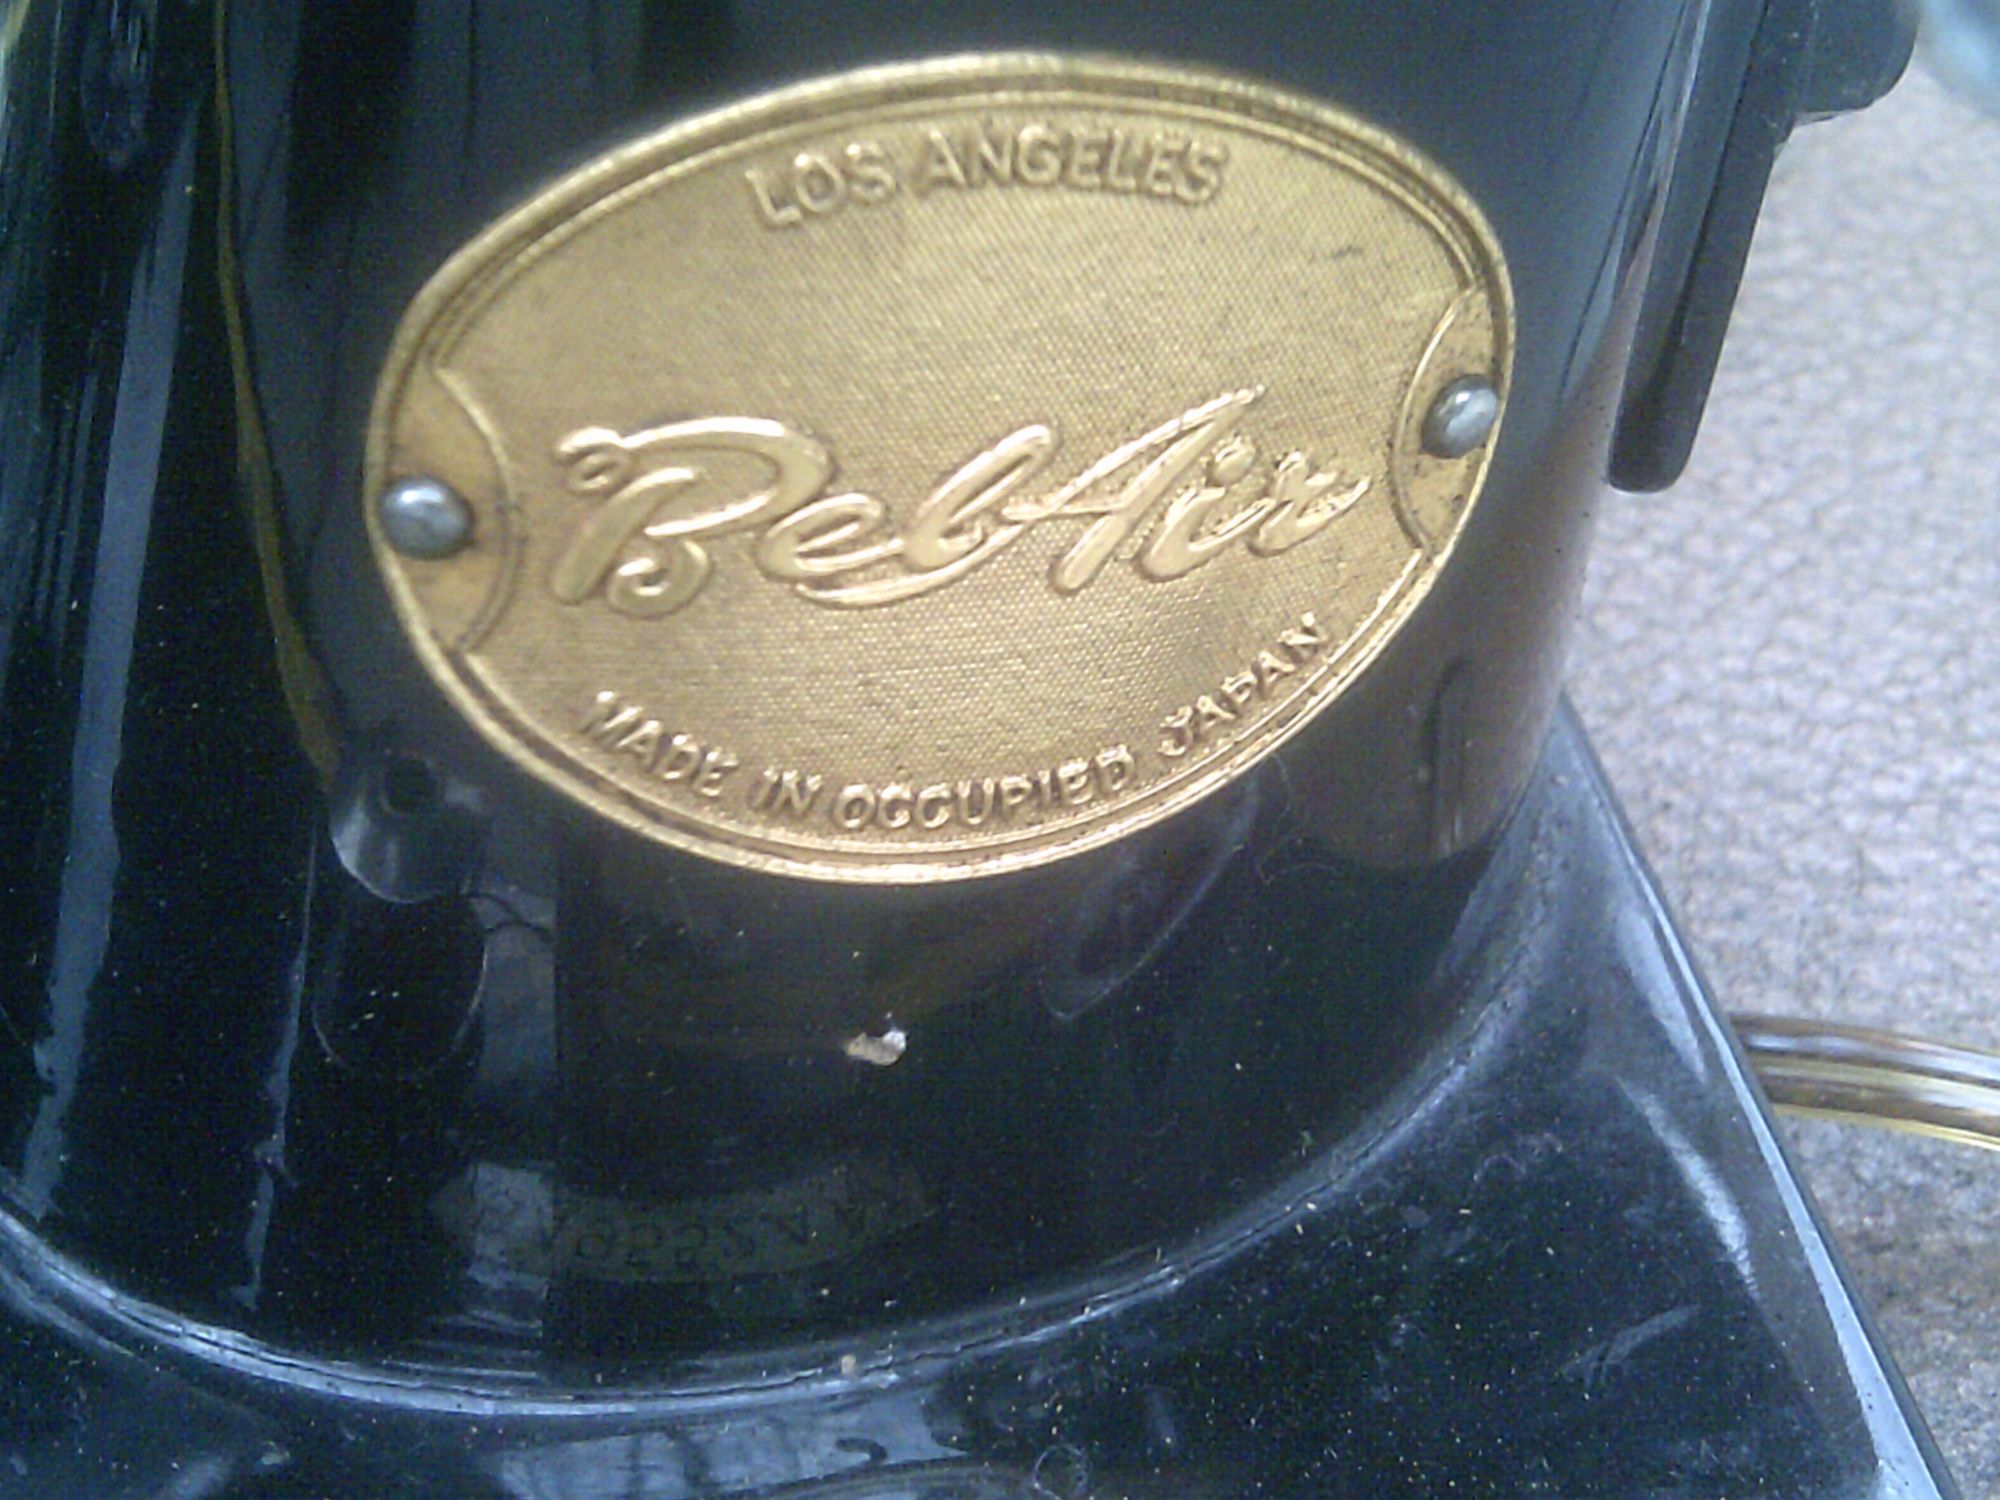 LOS ANGELES
BelAir
MADE IN OCCUPIED JAPAN